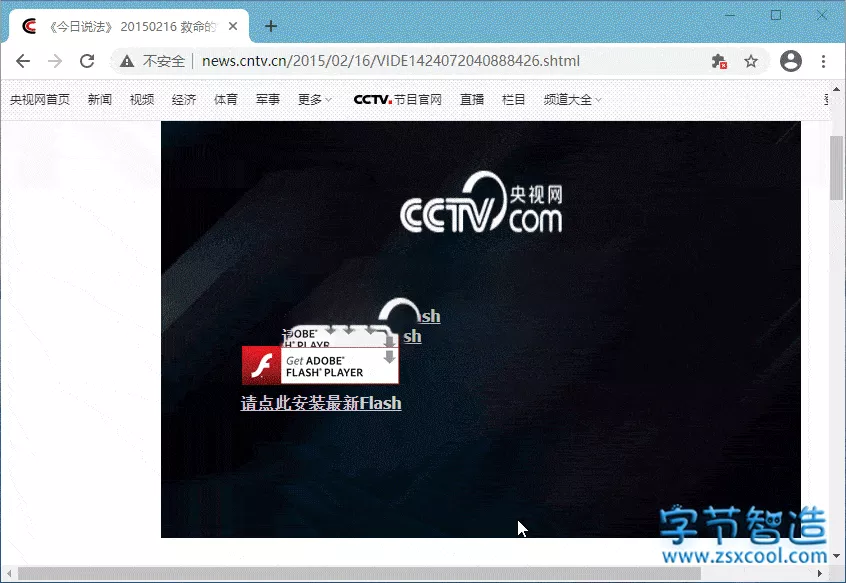 《今日说法》 20150216 救命的
不安全 news.cntv.cn/2015/02/16/VIDE1424072040888426.shtml
央视网首页 新闻 视频 经济 体育 军事 更多 CCTV.节目官网 直播 栏目 频道大全
CCTV 央视网
com
sh
DOBE
sh
H PLAYR
Get ADOBE®
FLASH® PLAYER
请点此安装最新Flash
字节智造
www.zsxcool.com